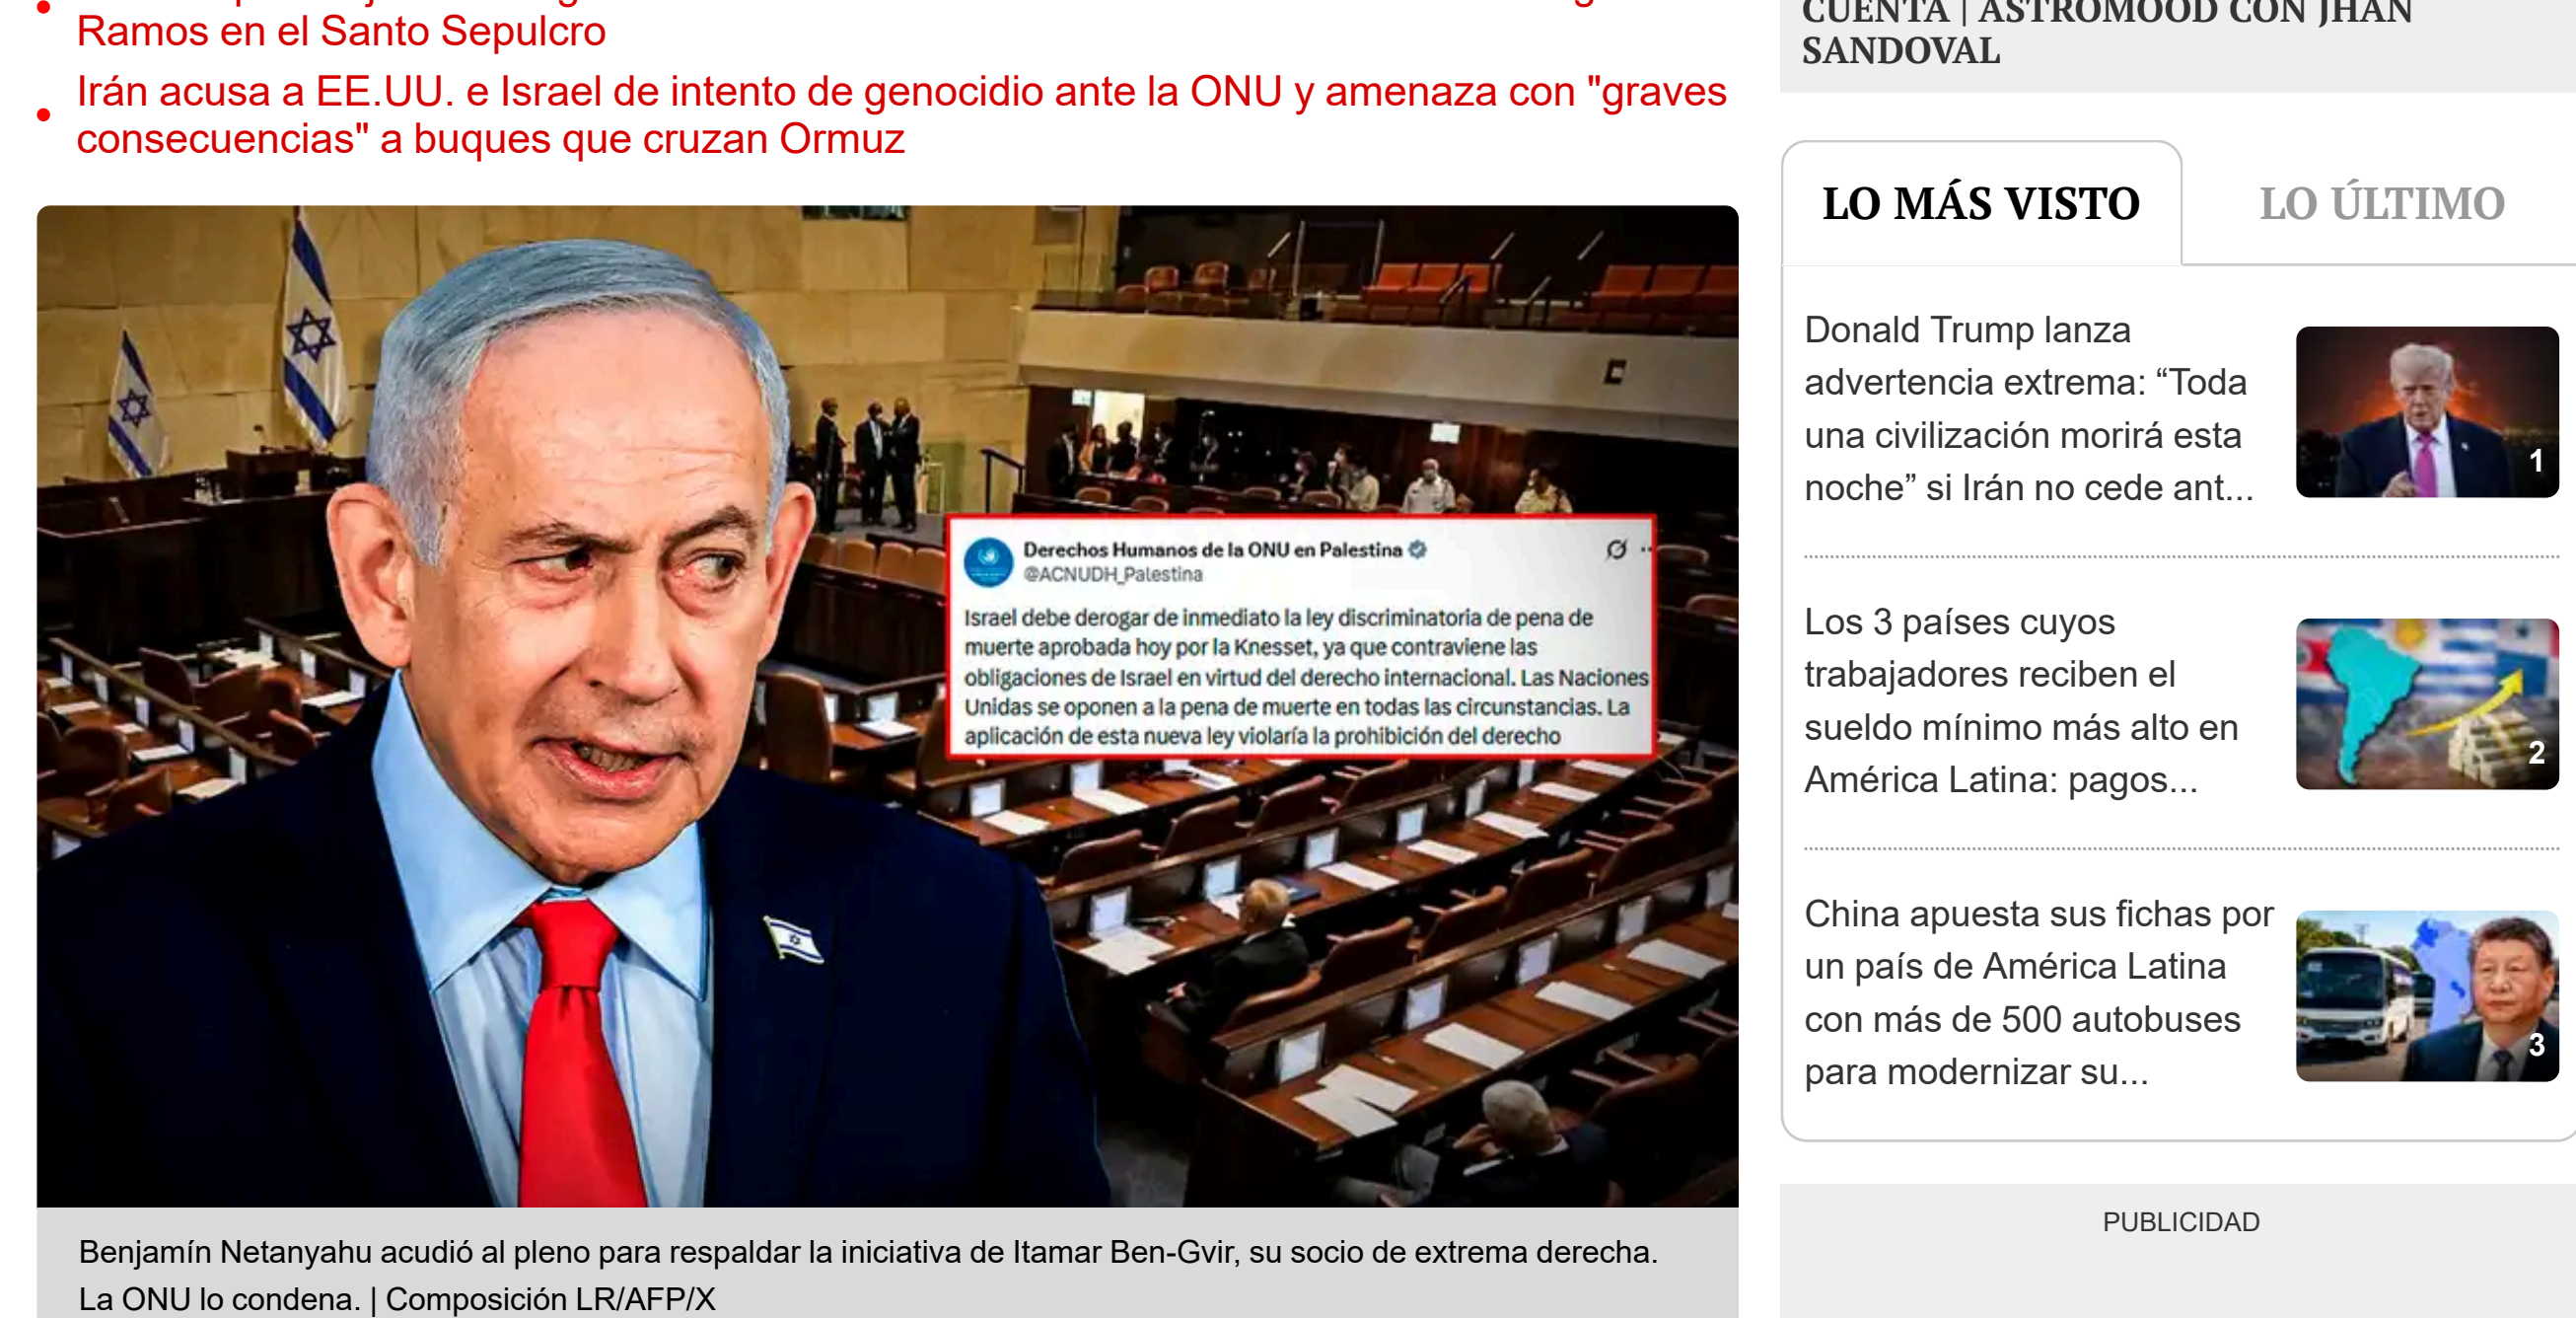 Ramos en el Santo Sepulcro
Irán acusa a EE.UU. e Israel de intento de genocidio ante la ONU y amenaza con "graves
consecuencias" a buques que cruzan Ormuz
Derechos Humanos de la ONU en Palestina
@ACNUDH_Palestina
Israel debe derogar de inmediato la ley discriminatoria de pena de
muerte aprobada hoy por la Knesset, ya que contraviene las
obligaciones de Israel en virtud del derecho internacional. Las Naciones
Unidas se oponen a la pena de muerte en todas las circunstancias. La
aplicación de esta nueva ley violaría la prohibición del derecho
Benjamín Netanyahu acudió al pleno para respaldar la iniciativa de Itamar Ben-Gvir, su socio de extrema derecha.
La ONU lo condena. | Composición LR/AFP/X
CUENTA | ASTROMOOD CON JHAN
SANDOVAL
LO MÁS VISTO
LO ÚLTIMO
Donald Trump lanza
advertencia extrema: “Toda
una civilización morirá esta
noche” si Irán no cede ant...
1
Los 3 países cuyos
trabajadores reciben el
sueldo mínimo más alto en
América Latina: pagos...
2
China apuesta sus fichas por
un país de América Latina
con más de 500 autobuses
para modernizar su...
3
PUBLICIDAD